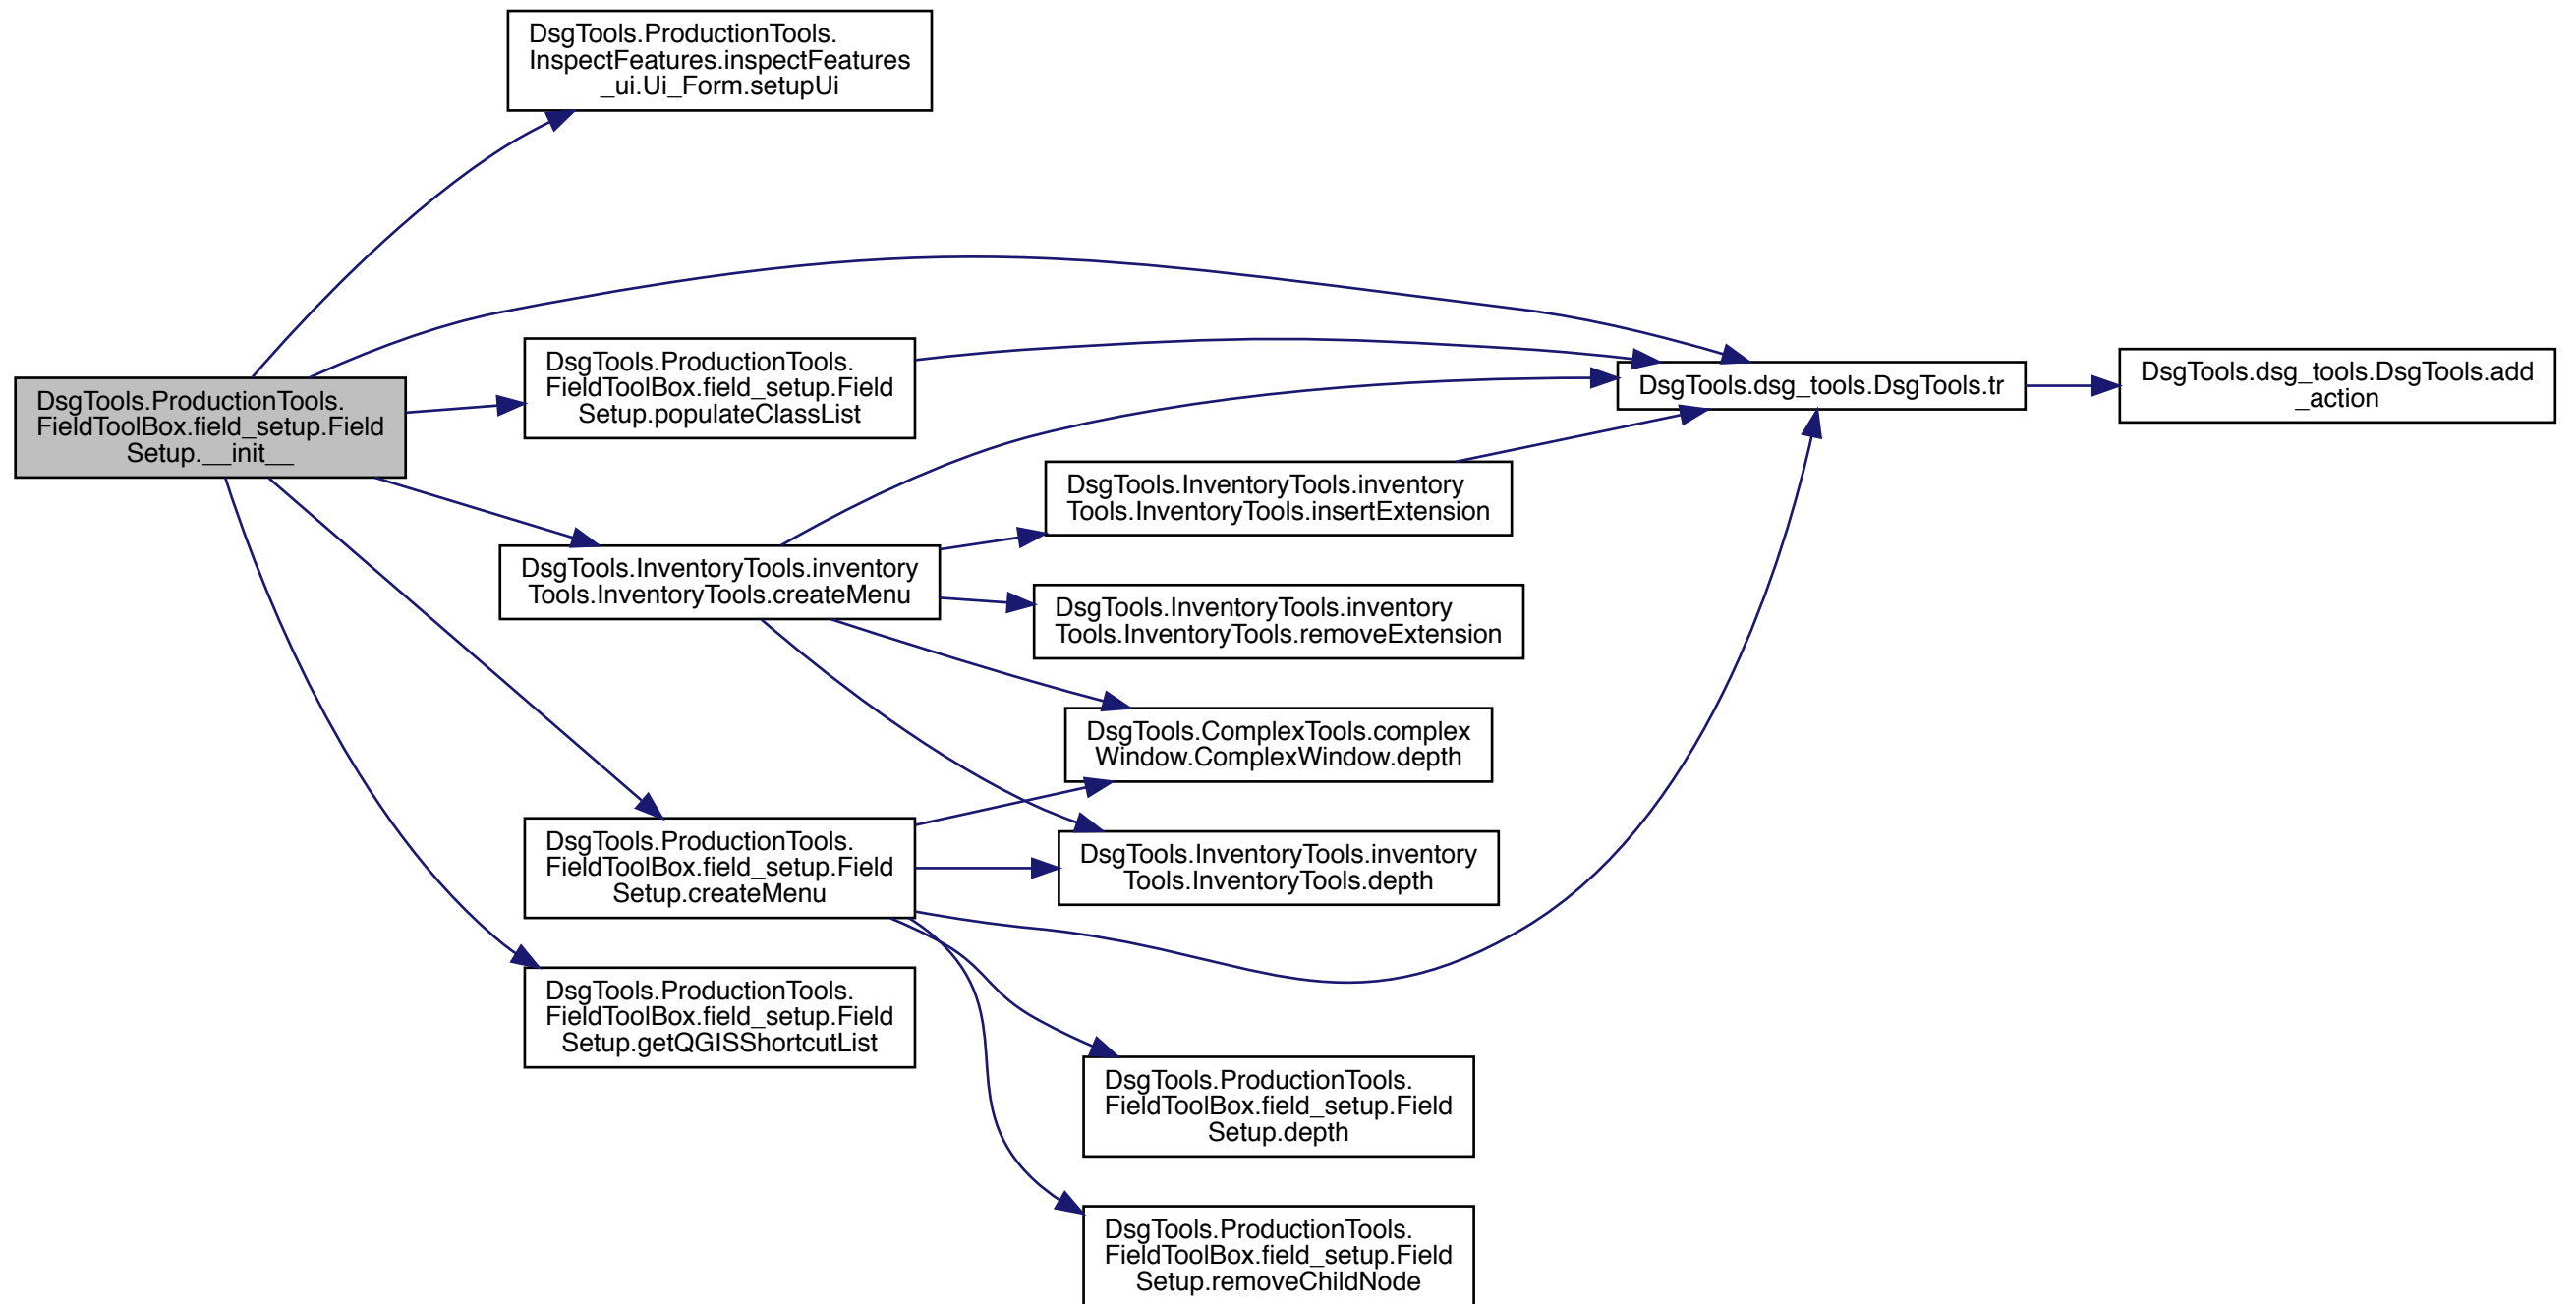 DsgTools.ProductionTools.
InspectFeatures.inspectFeatures
_ui.Ui_Form.setupUi
DsgTools.ProductionTools.
FieldToolBox.field_setup.Field
Setup.__init__
DsgTools.ProductionTools.
FieldToolBox.field_setup.Field
Setup.populateClassList
DsgTools.dsg_tools.DsgTools.tr
DsgTools.dsg_tools.DsgTools.add
_action
DsgTools.InventoryTools.inventory
Tools.InventoryTools.insertExtension
DsgTools.InventoryTools.inventory
Tools.InventoryTools.createMenu
DsgTools.InventoryTools.inventory
Tools.InventoryTools.removeExtension
DsgTools.ComplexTools.complex
Window.ComplexWindow.depth
DsgTools.ProductionTools.
FieldToolBox.field_setup.Field
Setup.createMenu
DsgTools.InventoryTools.inventory
Tools.InventoryTools.depth
DsgTools.ProductionTools.
FieldToolBox.field_setup.Field
Setup.getQGISShortcutList
DsgTools.ProductionTools.
FieldToolBox.field_setup.Field
Setup.depth
DsgTools.ProductionTools.
FieldToolBox.field_setup.Field
Setup.removeChildNode